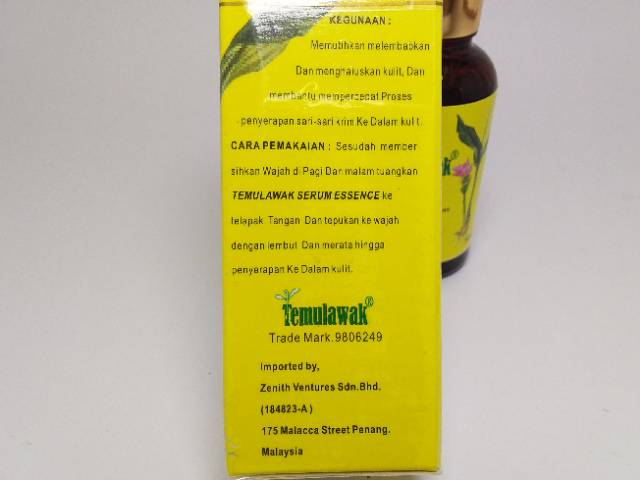 KEGUNAAN :
Memutihkan melembabkan
Dan menghaluskan kulit, Dan
membantu mempercepat Proses
penyerapan sari-sari krim Ke Dalam kulit.
CARA PEMAKAIAN : Sesudah member
sihkan Wajah di Pagi Dan malam tuangkan
TEMULAWAK SERUM ESSENCE ke
telapak Tangan Dan tepukan ke wajah
dengan lembut Dan merata hingga
penyerapan Ke Dalam kulit.
Temulawak®
Trade Mark.9806249
Imported by,
Zenith Ventures Sdn.Bhd.
(184823-A)
175 Malacca Street Penang.
Malaysia